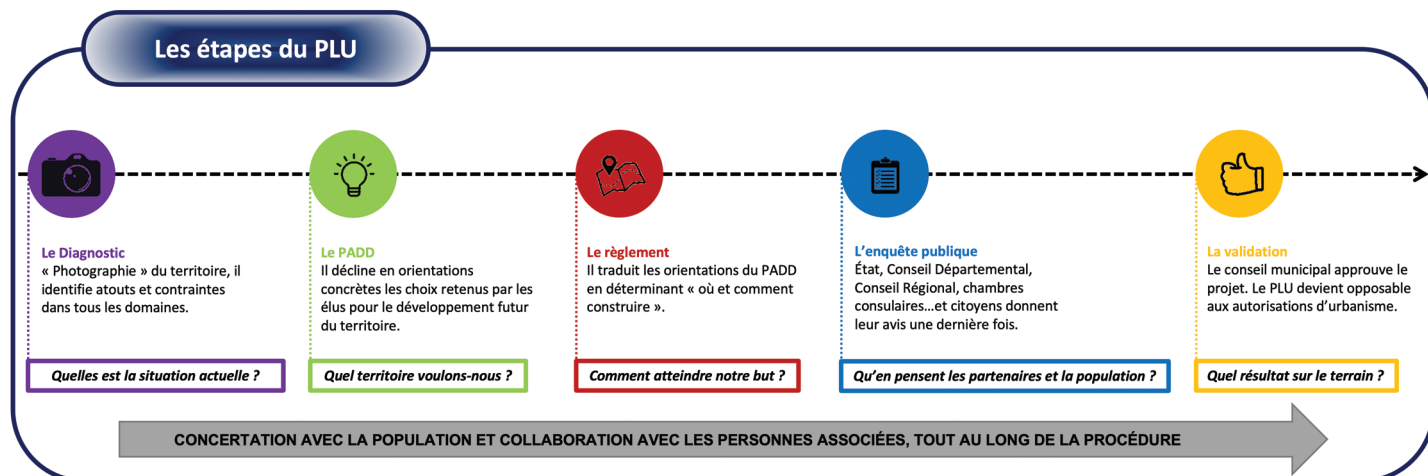 Les étapes du PLU
Le Diagnostic
« Photographie » du territoire, il
identifie atouts et contraintes
dans tous les domaines.
Quelles est la situation actuelle ?
Le PADD
Il décline en orientations
concrètes les choix retenus par les
élus pour le développement futur
du territoire.
Quel territoire voulons-nous ?
Le règlement
Il traduit les orientations du PADD
en déterminant « où et comment
construire ».
Comment atteindre notre but ?
L'enquête publique
État, Conseil Départemental,
Conseil Régional, chambres
consulaires...et citoyens donnent
leur avis une dernière fois.
Qu'en pensent les partenaires et la population ?
La validation
Le conseil municipal approuve le
projet. Le PLU devient opposable
aux autorisations d'urbanisme.
Quel résultat sur le terrain ?
CONCERTATION AVEC LA POPULATION ET COLLABORATION AVEC LES PERSONNES ASSOCIÉES, TOUT AU LONG DE LA PROCÉDURE